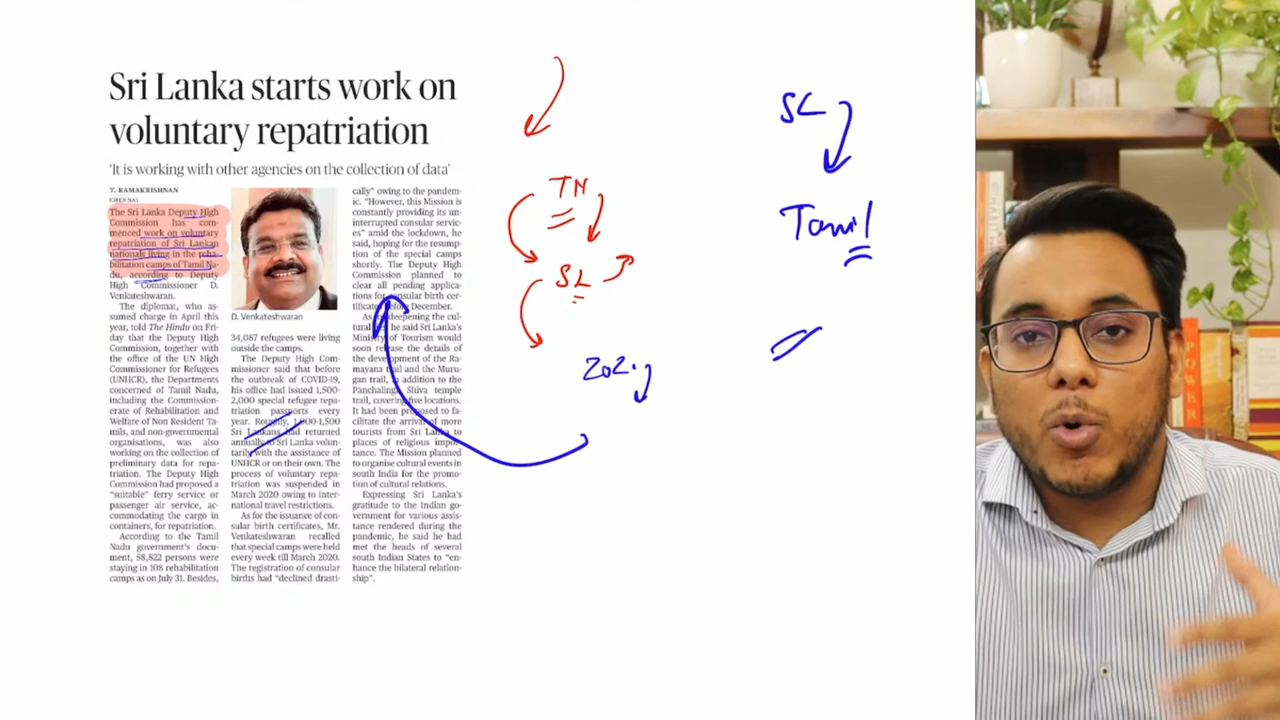 Sri Lanka starts work on
voluntary repatriation
'It is working with other agencies on the collection of data'
T. RAMAKRISHNAN
CHENNAI
The Sri Lanka Deputy High
Commission has com-
menced work on voluntary
repatriation of Sri Lankan
nationals living in the reha-
bilitation camps of Tamil Na-
du, according to Deputy
High Commissioner D.
Venkateshwaran.
The diplomat, who as-
sumed charge in April this
year, told The Hindu on Fri-
day that the Deputy High
Commission, together with
the office of the UN High
Commissioner for Refugees
(UNHCR), the Departments
concerned of Tamil Nadu,
including the Commission-
erate of Rehabilitation and
Welfare of Non Resident Ta-
mils, and non-governmental
organisations, was also
working on the collection of
preliminary data for repa-
triation. The Deputy High
Commission had proposed a
"suitable" ferry service or
passenger air service, ac-
commodating the cargo in
containers, for repatriation.
According to the Tamil
Nadu government's docu-
ment, 58,822 persons were
staying in 108 rehabilitation
camps as on July 31. Besides,
D. Venkateshwaran
34,087 refugees were living
outside the camps.
The Deputy High Com-
missioner said that before
the outbreak of COVID-19,
his office had issued 1,500-
2,000 special refugee repa-
triation passports every
year. Roughly, 1,000-1,500
Sri Lankans had returned
annually to Sri Lanka volun-
tarily with the assistance of
UNHCR or on their own. The
process of voluntary repa-
triation was suspended in
March 2020 owing to inter-
national travel restrictions.
As for the issuance of con-
sular birth certificates, Mr.
Venkateshwaran recalled
that special camps were held
every week till March 2020.
The registration of consular
births had "declined drasti-
cally" owing to the pandem-
ic. "However, this Mission is
constantly providing its un-
interrupted consular servic-
es" amid the lockdown, he
said, hoping for the resump-
tion of the special camps
shortly. The Deputy High
Commission planned to
clear all pending applica-
tions for consular birth cer-
tificates before December.
As for deepening the cul-
tural he said Sri Lanka's
Ministry of Tourism would
soon release the details of
the development of the Ra-
mayana trail and the Muru-
gan trail, in addition to the
Panchalinga Shiva temple
trail, covering five locations.
It had been proposed to fa-
cilitate the arrival of more
tourists from Sri Lanka to
places of religious impor-
tance. The Mission planned
to organise cultural events in
south India for the promo-
tion of cultural relations.
Expressing Sri Lanka's
gratitude to the Indian go-
vernment for various assis-
tance rendered during the
pandemic, he said he had
met the heads of several
south Indian States to "en-
hance the bilateral relation-
ship".
TN
SL
SL
Tamil
POWER